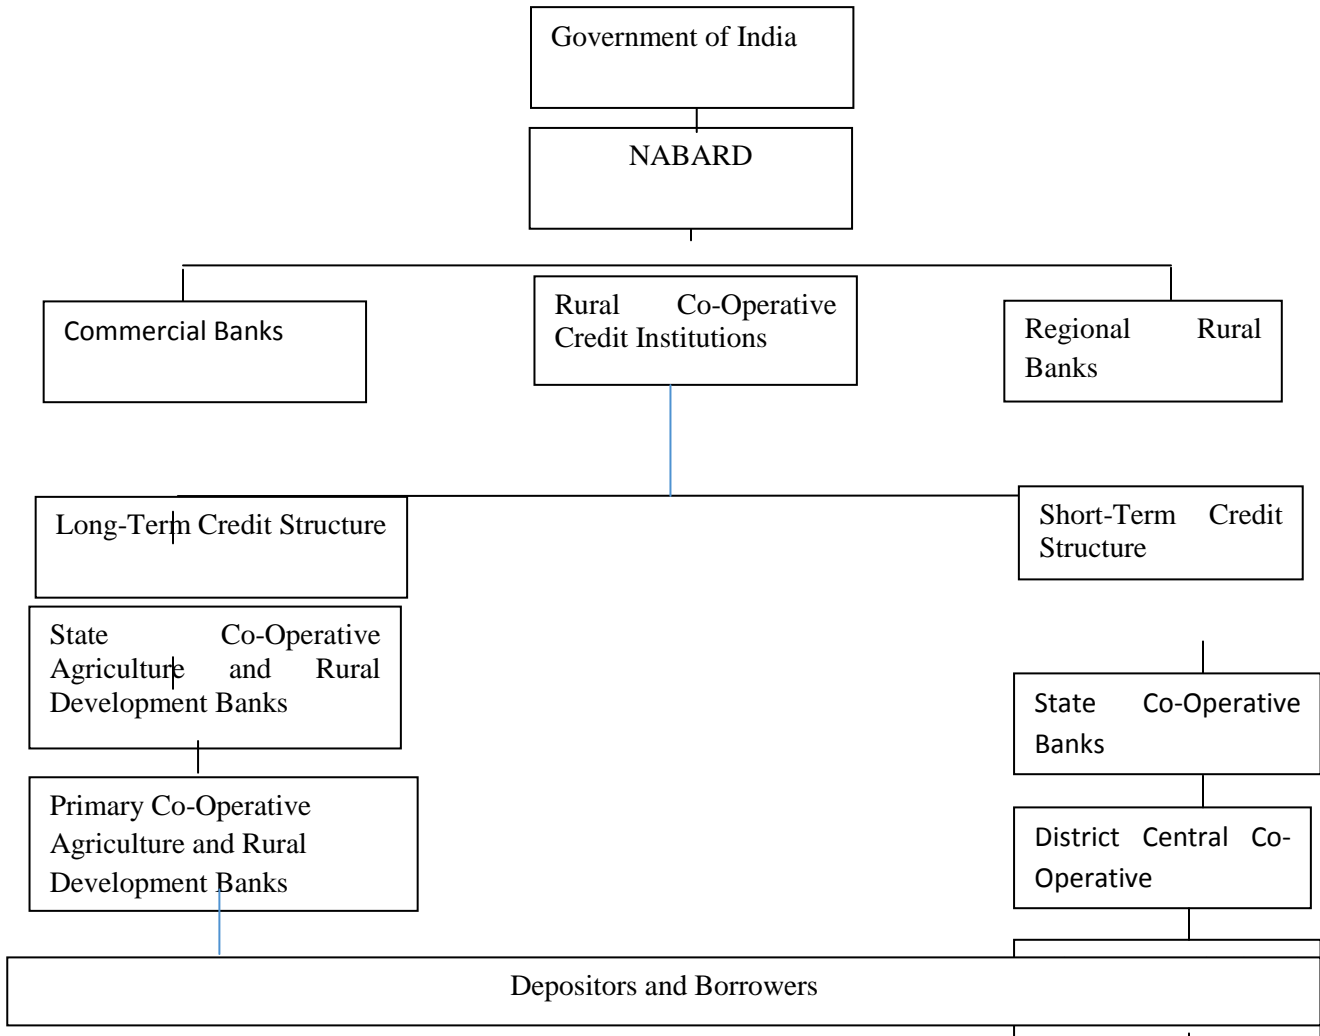 Government of India
NABARD
Commercial Banks
Rural Co-Operative
Credit Institutions
Regional Rural
Banks
Long-Term Credit Structure
Short-Term Credit
Structure
State Co-Operative
Agriculture and Rural
Development Banks
State Co-Operative
Banks
Primary Co-Operative
Agriculture and Rural
Development Banks
District Central Co-
Operative
Depositors and Borrowers